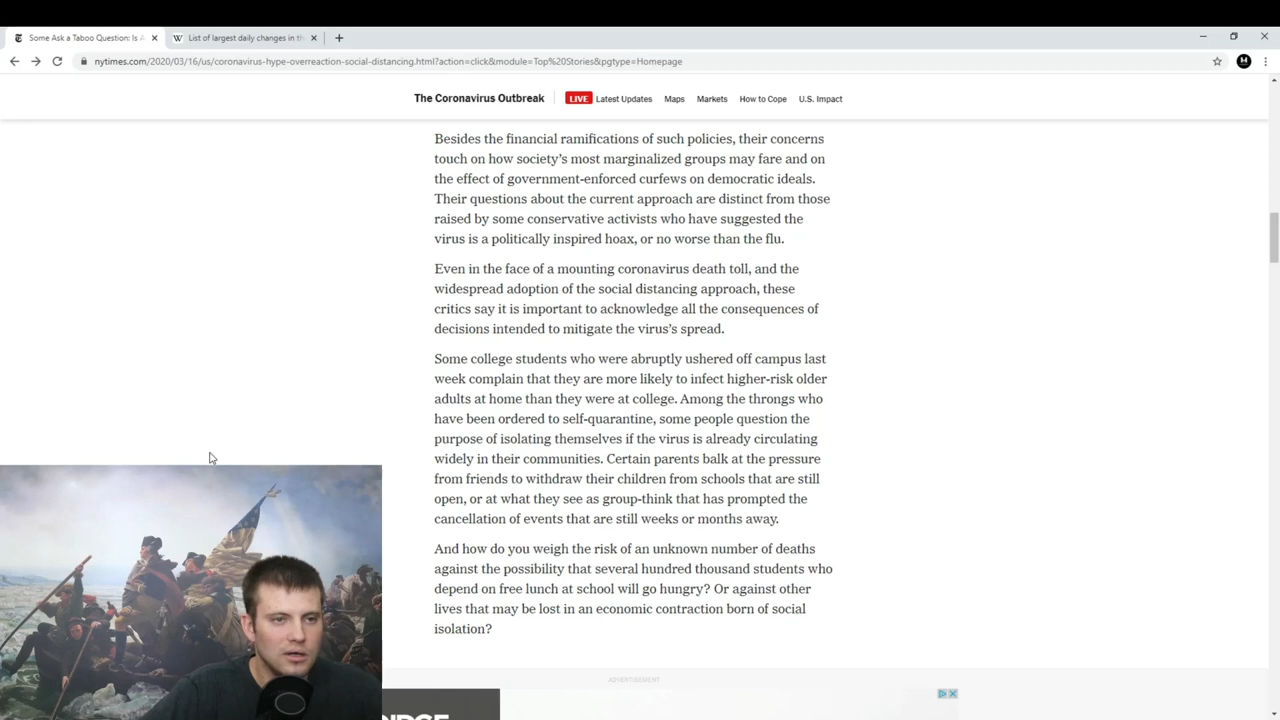 Some Ask a Taboo Question: Is A
List of largest daily changes in th
nytimes.com/2020/03/16/us/coronavirus-hype-overreaction-social-distancing.html?action=click&module=Top%20Stories&pgtype=Homepage
The Coronavirus Outbreak LIVE Latest Updates Maps Markets How to Cope U.S. Impact
Besides the financial ramifications of such policies, their concerns
touch on how society’s most marginalized groups may fare and on
the effect of government-enforced curfews on democratic ideals.
Their questions about the current approach are distinct from those
raised by some conservative activists who have suggested the
virus is a politically inspired hoax, or no worse than the flu.
Even in the face of a mounting coronavirus death toll, and the
widespread adoption of the social distancing approach, these
critics say it is important to acknowledge all the consequences of
decisions intended to mitigate the virus’s spread.
Some college students who were abruptly ushered off campus last
week complain that they are more likely to infect higher-risk older
adults at home than they were at college. Among the throngs who
have been ordered to self-quarantine, some people question the
purpose of isolating themselves if the virus is already circulating
widely in their communities. Certain parents balk at the pressure
from friends to withdraw their children from schools that are still
open, or at what they see as group-think that has prompted the
cancellation of events that are still weeks or months away.
And how do you weigh the risk of an unknown number of deaths
against the possibility that several hundred thousand students who
depend on free lunch at school will go hungry? Or against other
lives that may be lost in an economic contraction born of social
isolation?
ADVERTISEMENT